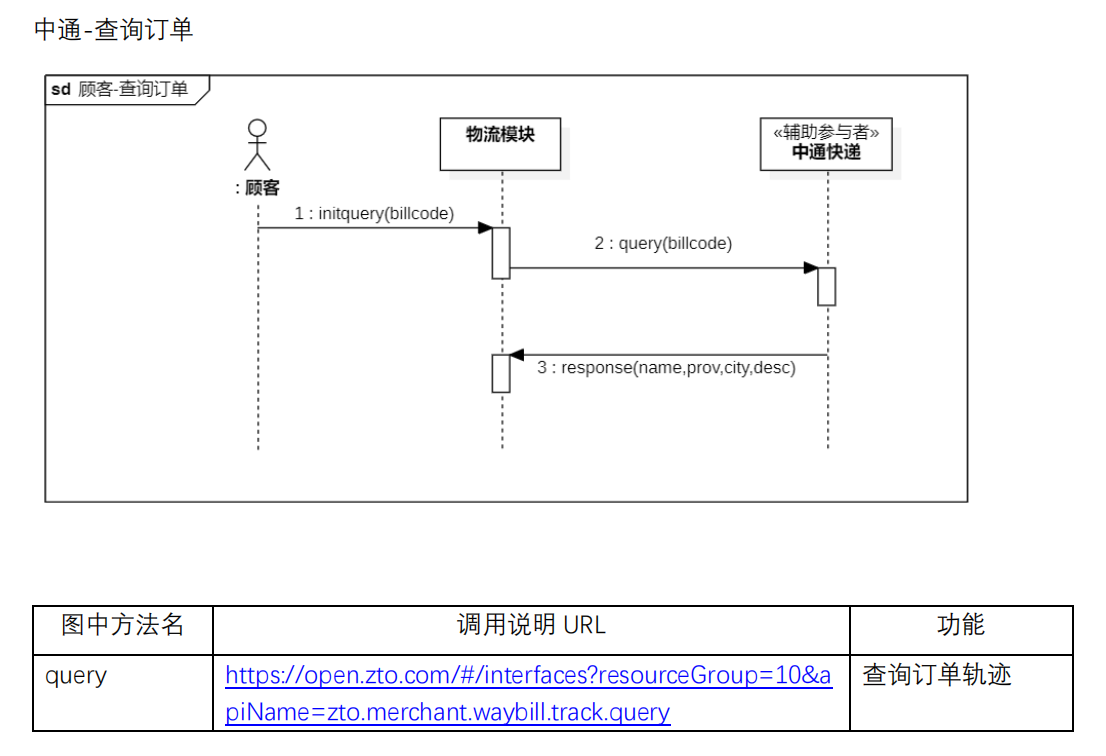 中通-查询订单
sd 顾客-查询订单
物流模块
«辅助参与者»
中通快递
: 顾客
1 : initquery(billcode)
2 : query(billcode)
3 : response(name,prov,city,desc)
图中方法名 调用说明 URL 功能
query https://open.zto.com/#/interfaces?resourceGroup=10&a 查询订单轨迹
piName=zto.merchant.waybill.track.query